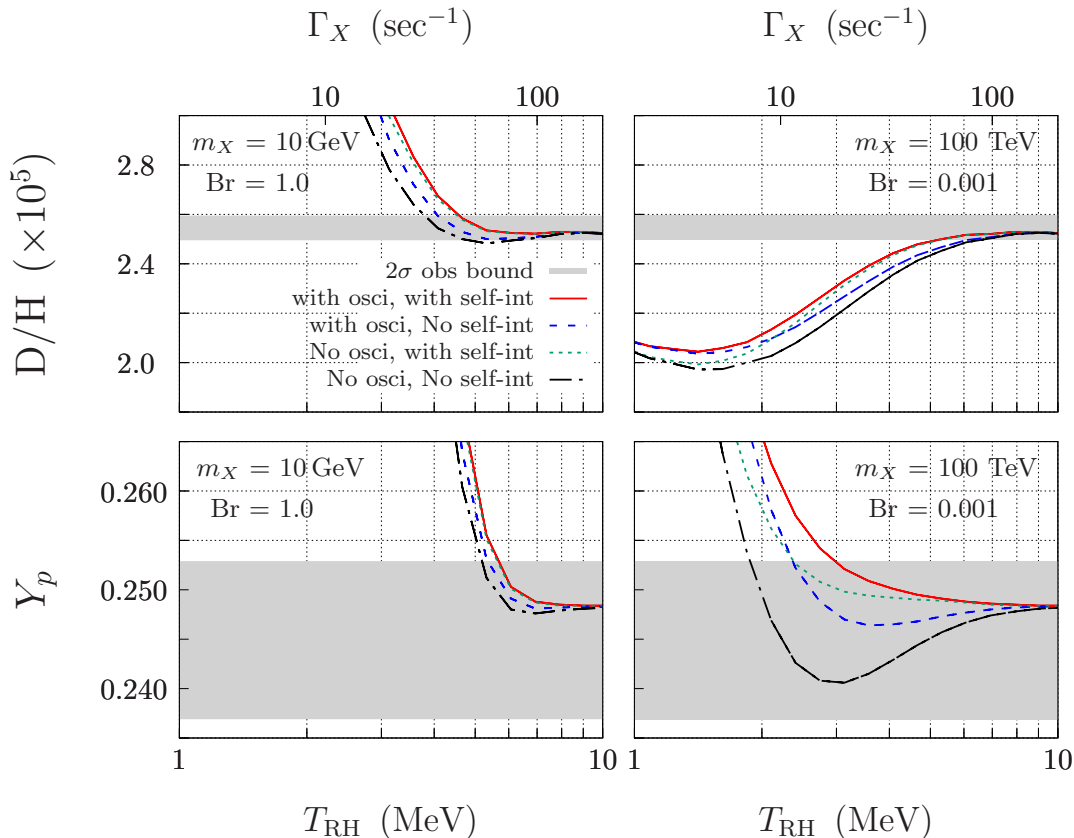 Γ_X (sec⁻¹) Γ_X (sec⁻¹)
10 100 10 100
m_X = 10 GeV m_X = 100 TeV
Br = 1.0 Br = 0.001
2.8
2.4
2.0
D/H (×10⁵)
2σ obs bound
with osci, with self-int
with osci, No self-int
No osci, with self-int
No osci, No self-int
m_X = 10 GeV m_X = 100 TeV
Br = 1.0 Br = 0.001
0.260
0.250
0.240
Y_p
1 10 1 10
T_RH (MeV) T_RH (MeV)